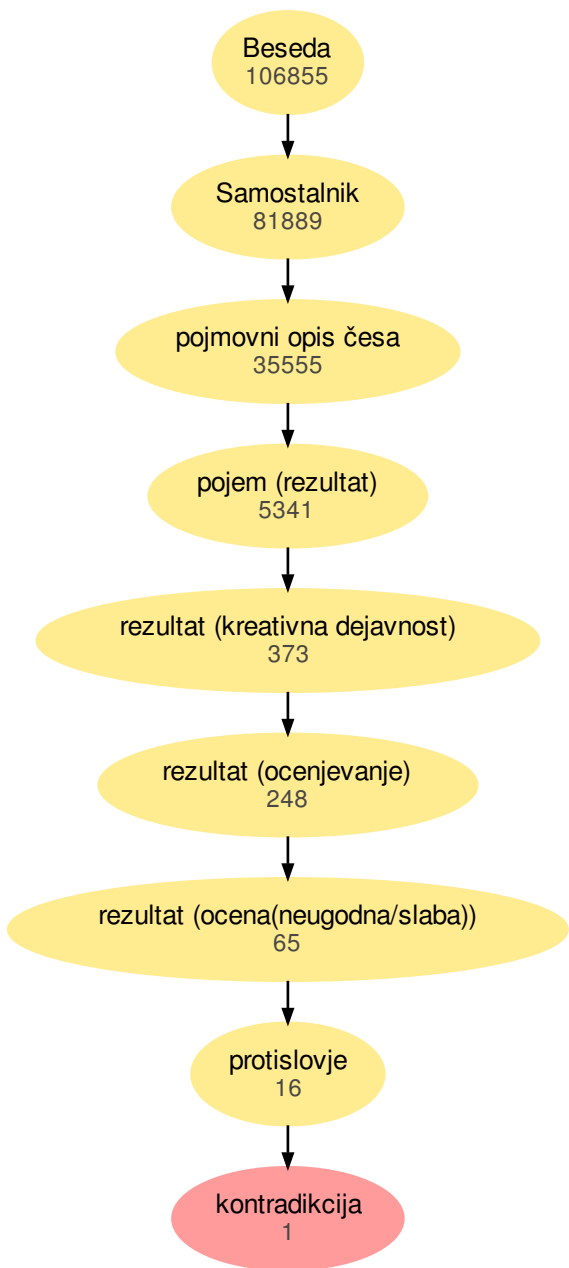 Beseda
106855
Samostalnik
81889
pojmovni opis česa
35555
pojem (rezultat)
5341
rezultat (kreativna dejavnost)
373
rezultat (ocenjevanje)
248
rezultat (ocena(neugodna/slaba))
65
protislovje
16
kontradikcija
1